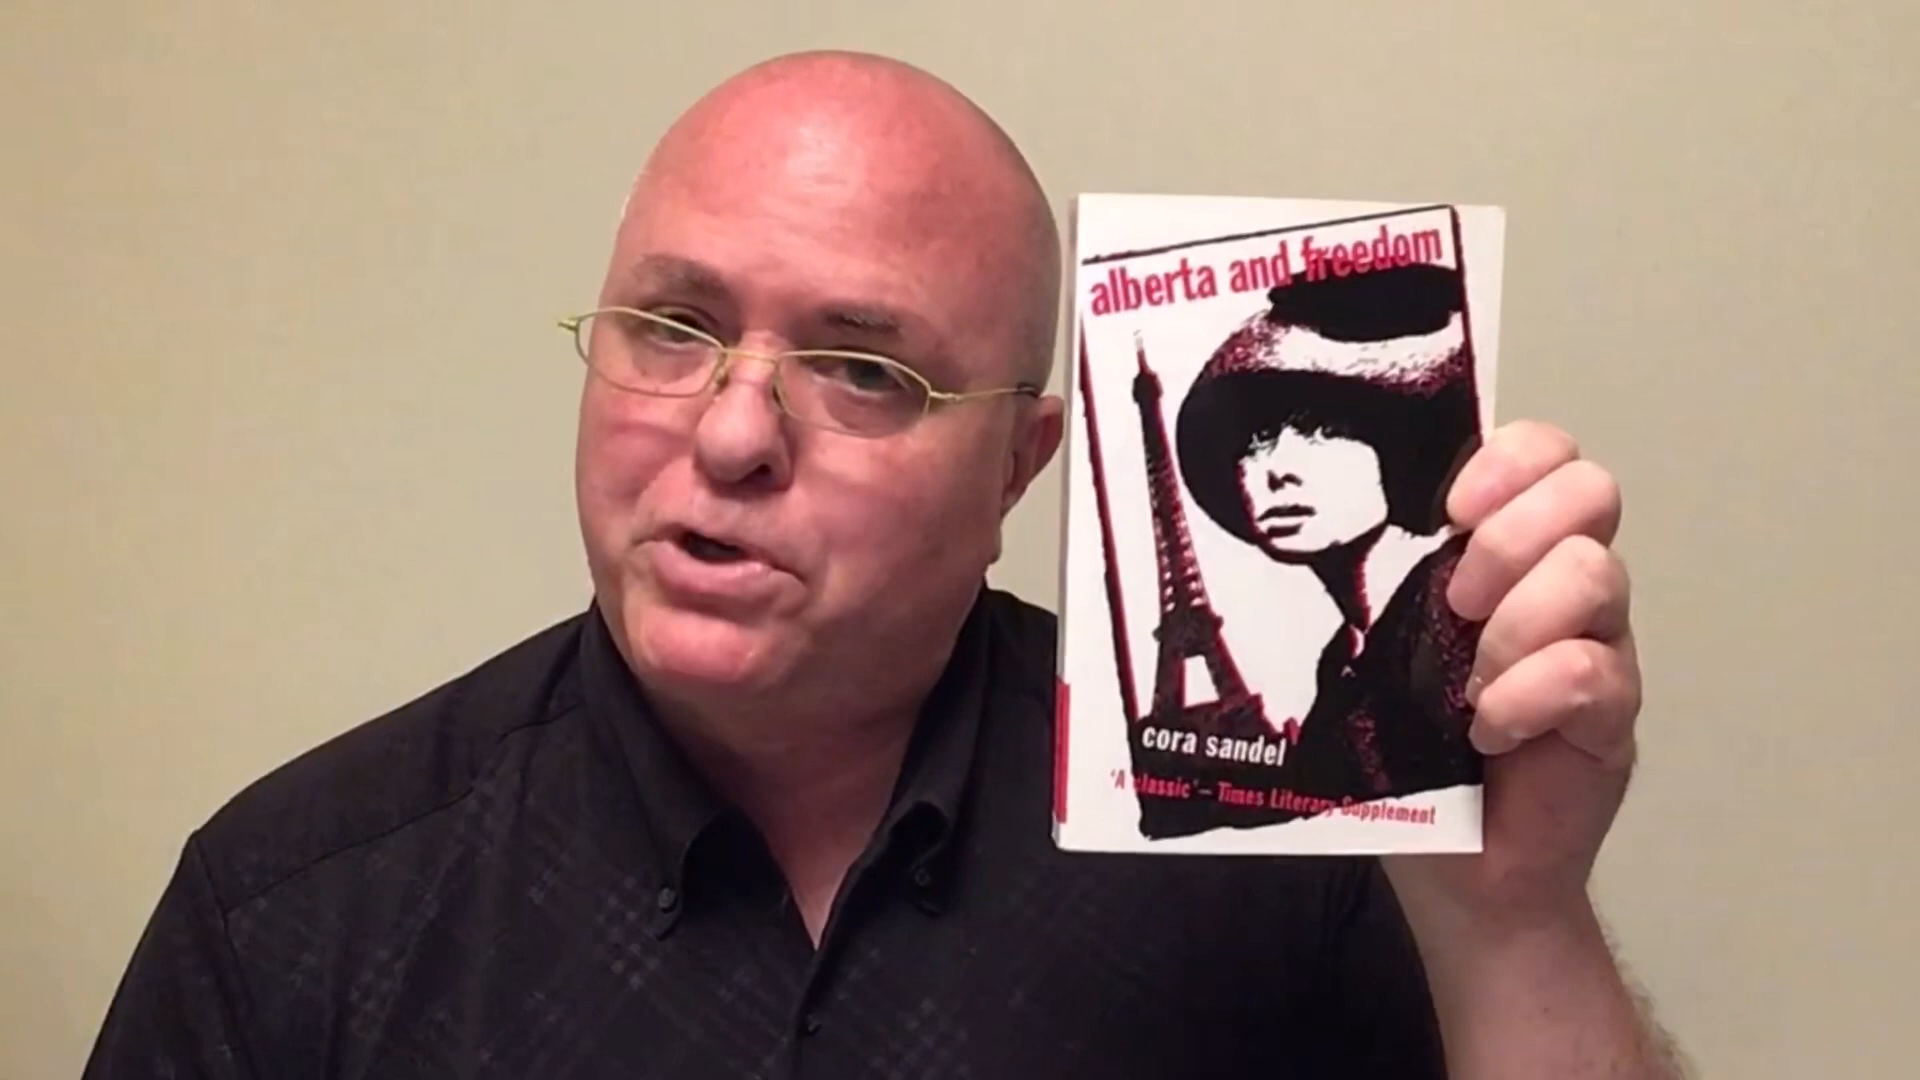 alberta and freedom
cora sandel
'A classic' – Times Literary Supplement